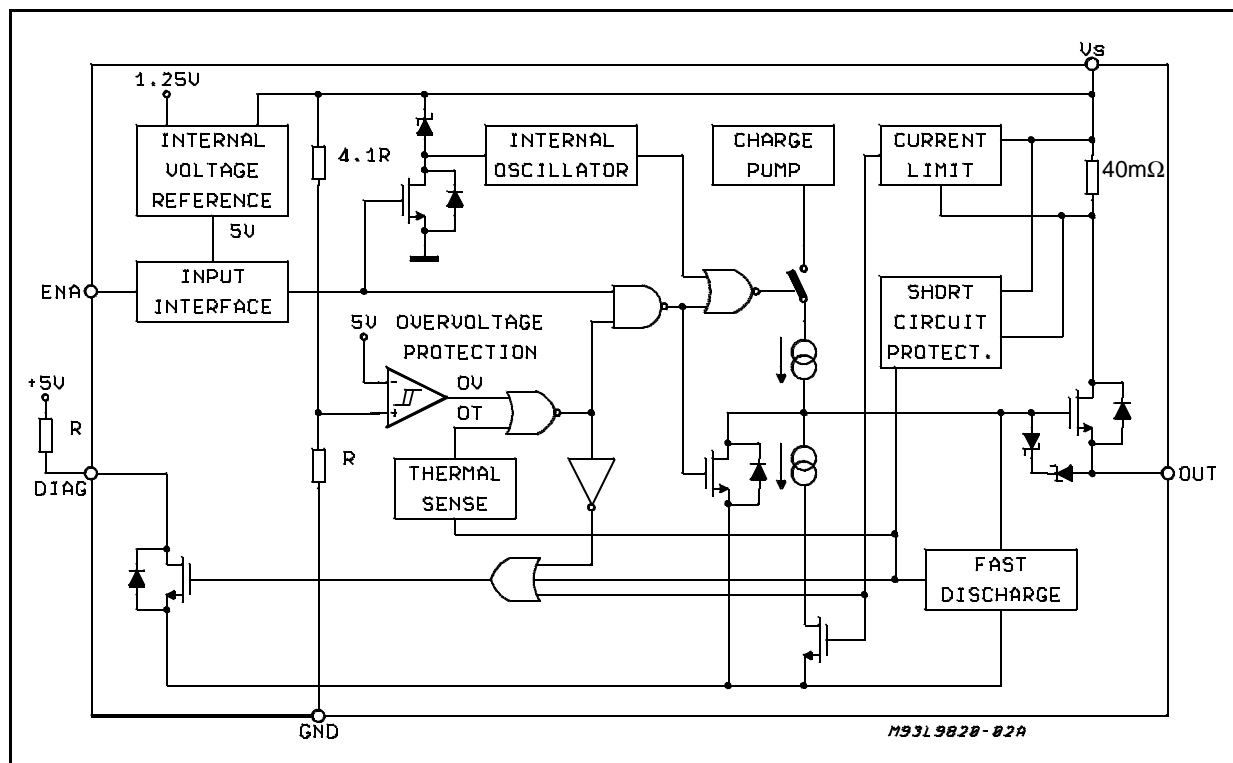 Vs
1.25V
INTERNAL
VOLTAGE
REFERENCE
4.1R
INTERNAL
OSCILLATOR
CHARGE
PUMP
CURRENT
LIMIT
40mΩ
5V
ENA
INPUT
INTERFACE
SHORT
CIRCUIT
PROTECT.
5V
OVERVOLTAGE
PROTECTION
+5V
R
OV
OT
R
DIAG
THERMAL
SENSE
OUT
FAST
DISCHARGE
GND
M93L9820-02A